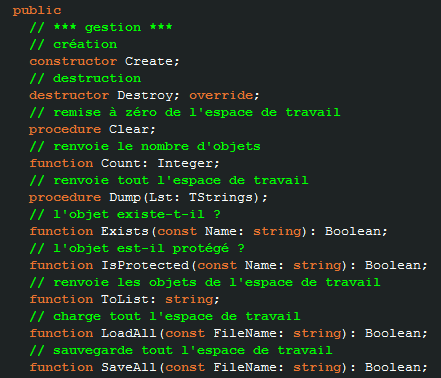 public
// *** gestion ***
// création
constructor Create;
// destruction
destructor Destroy; override;
// remise à zéro de l'espace de travail
procedure Clear;
// renvoie le nombre d'objets
function Count: Integer;
// renvoie tout l'espace de travail
procedure Dump(Lst: TStrings);
// l'objet existe-t-il ?
function Exists(const Name: string): Boolean;
// l'objet est-il protégé ?
function IsProtected(const Name: string): Boolean;
// renvoie les objets de l'espace de travail
function ToList: string;
// charge tout l'espace de travail
function LoadAll(const FileName: string): Boolean;
// sauvegarde tout l'espace de travail
function SaveAll(const FileName: string): Boolean;